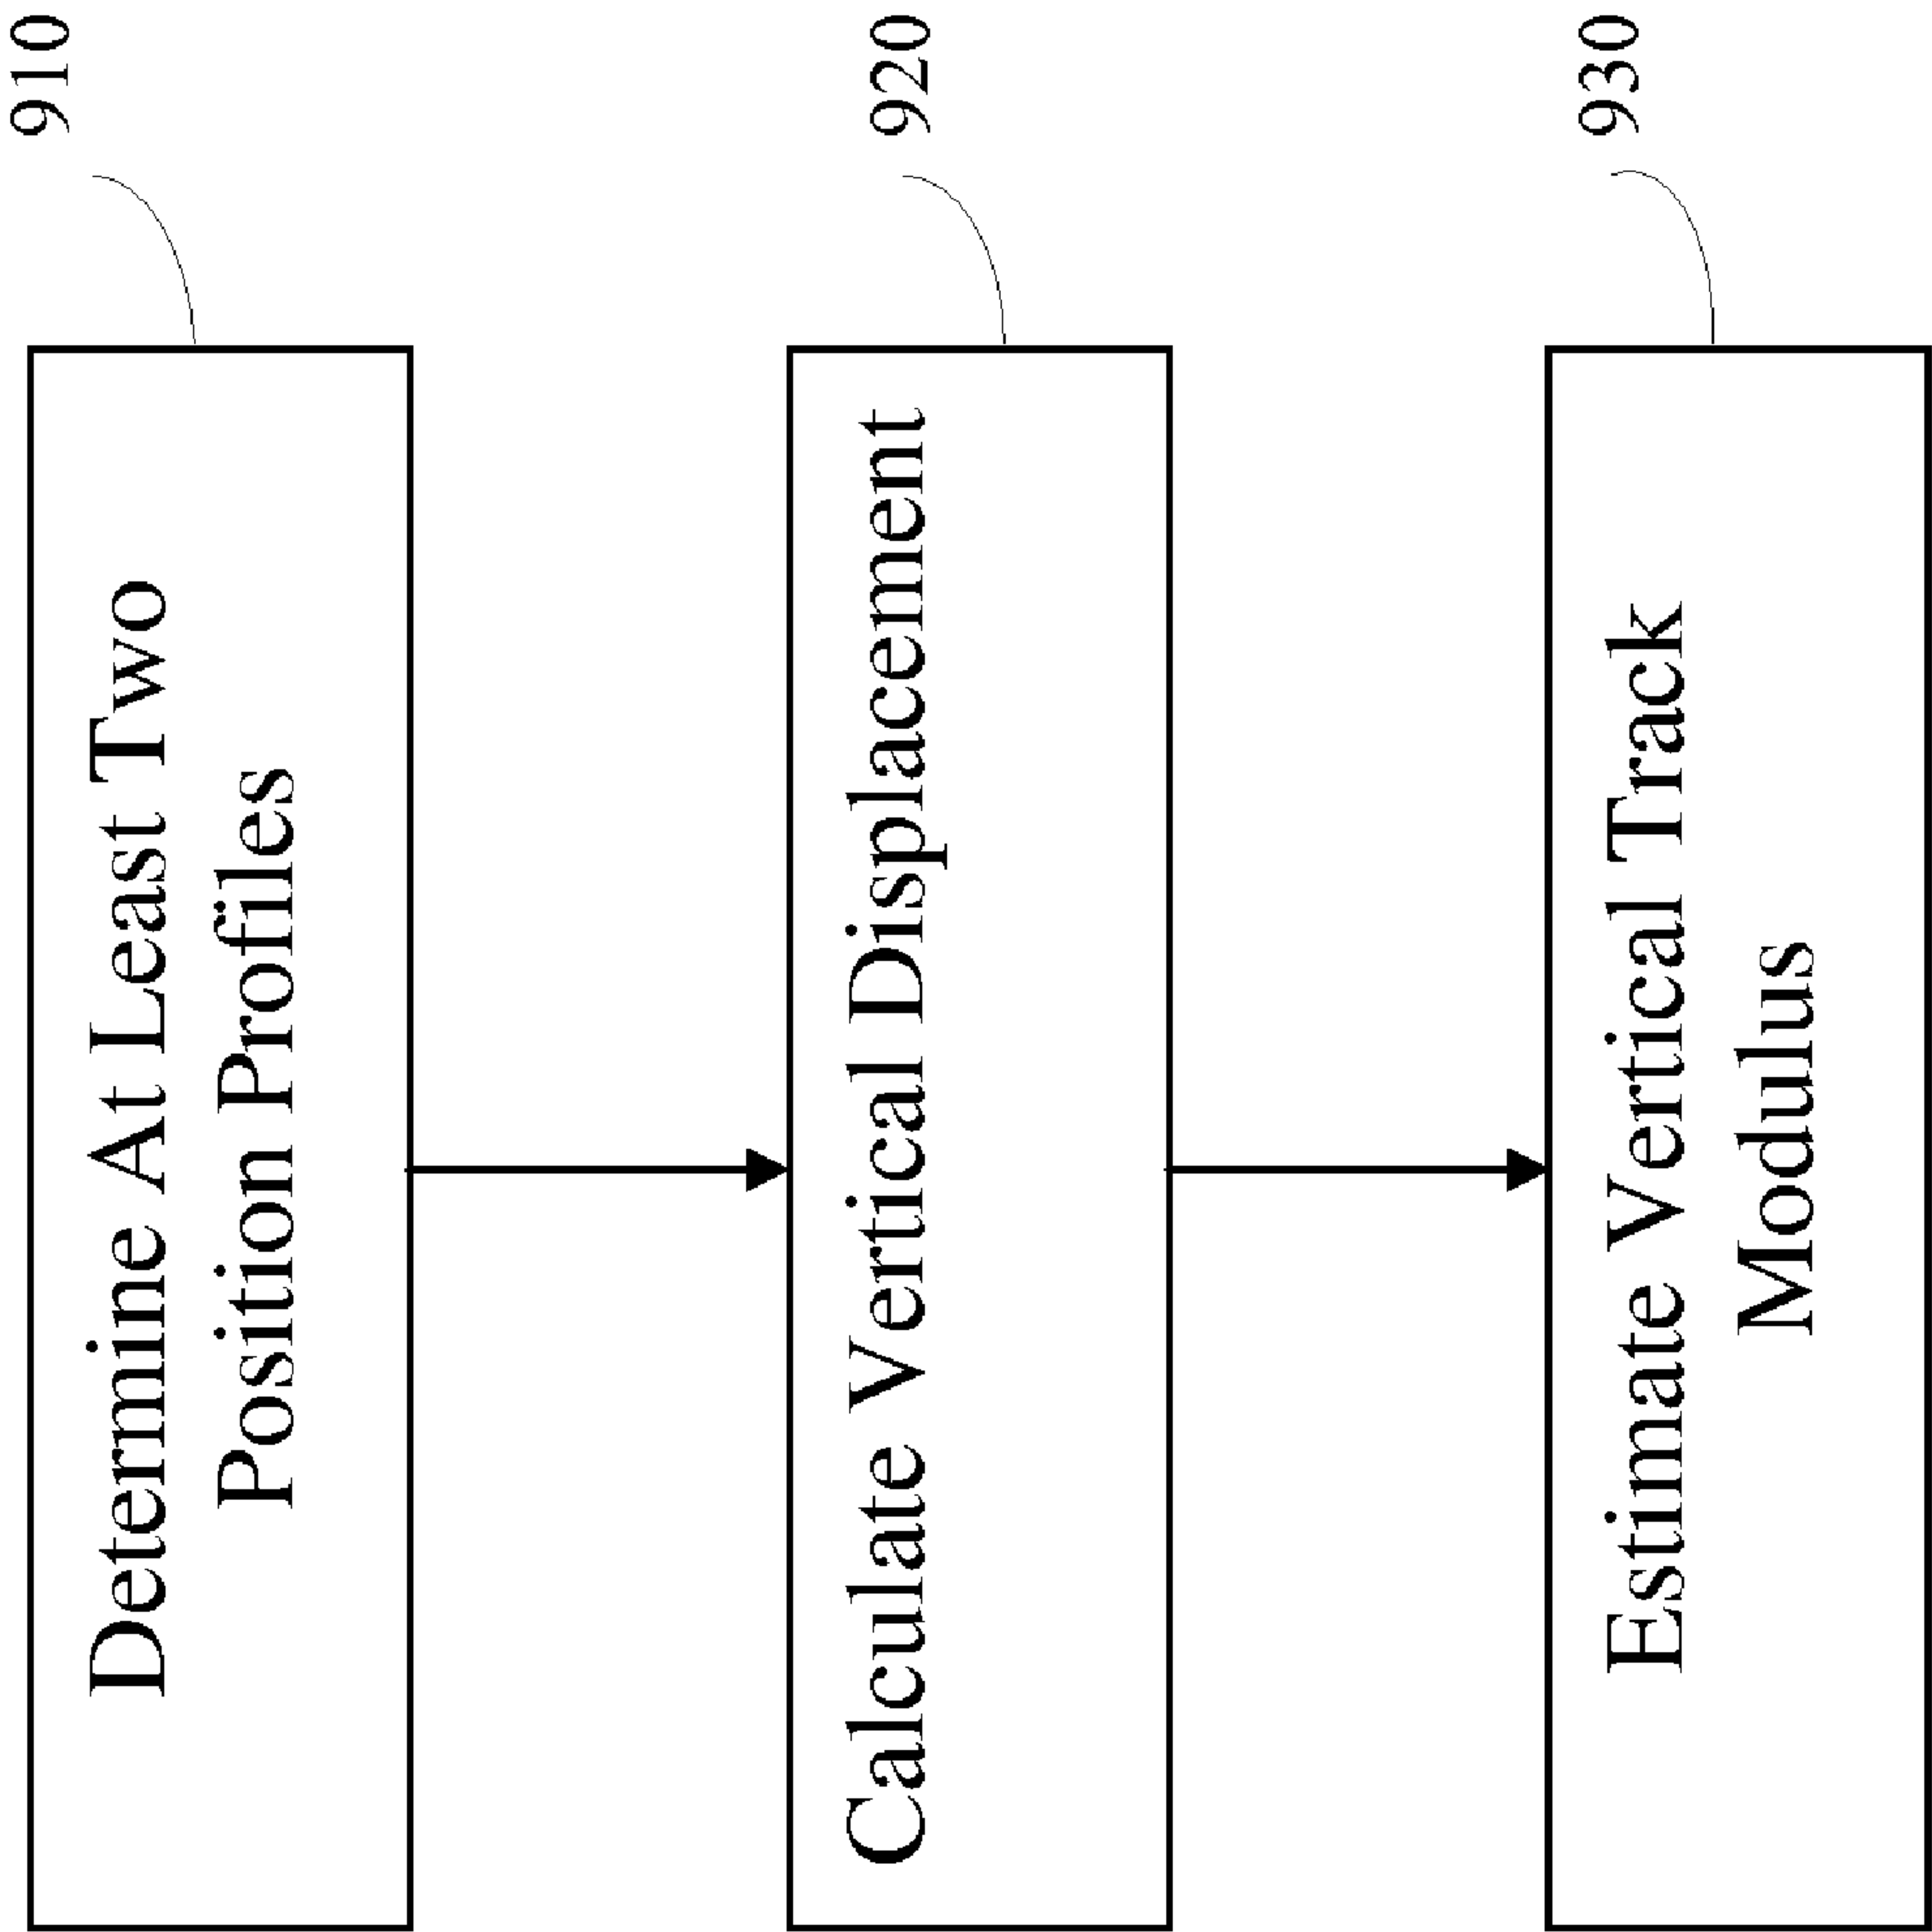 910
Determine At Least Two
Position Profiles
920
Calculate Vertical Displacement
930
Estimate Vertical Track
Modulus